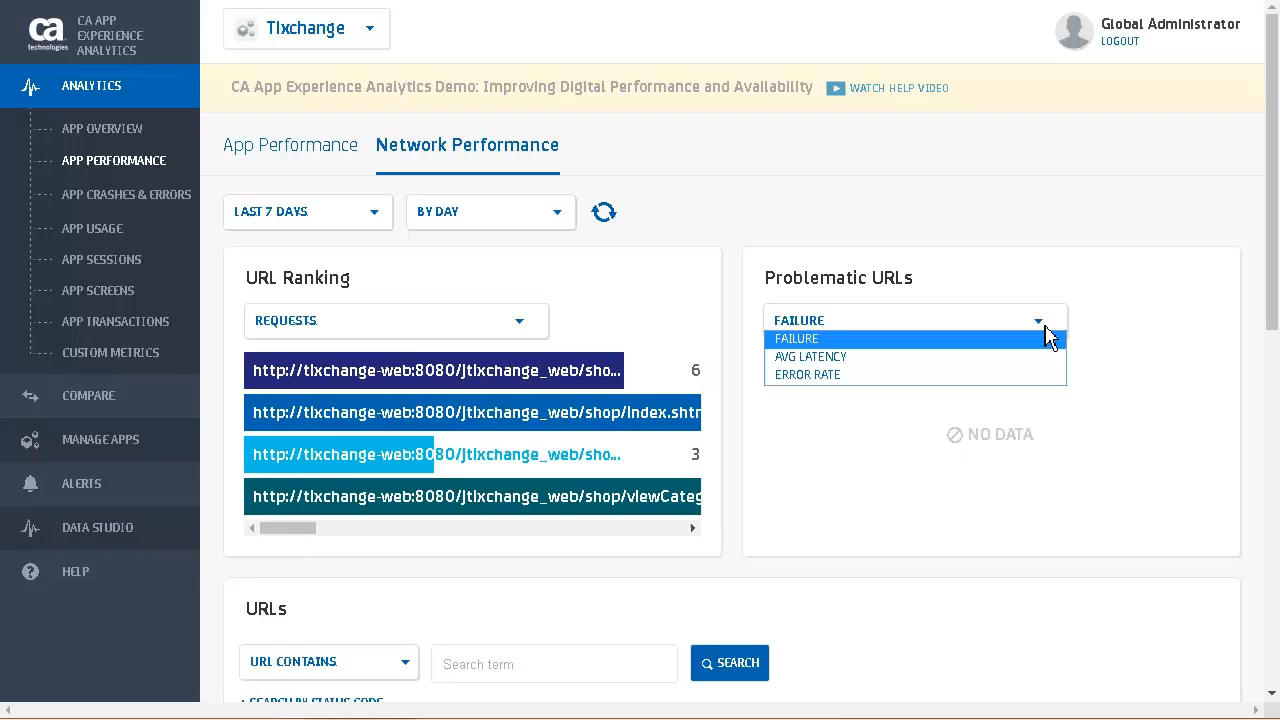 ca
technologies
CA APP
EXPERIENCE
ANALYTICS
TIxchange
Global Administrator
LOGOUT
ANALYTICS
CA App Experience Analytics Demo: Improving Digital Performance and Availability
WATCH HELP VIDEO
APP OVERVIEW
APP PERFORMANCE
APP CRASHES & ERRORS
APP USAGE
APP SESSIONS
APP SCREENS
APP TRANSACTIONS
CUSTOM METRICS
COMPARE
MANAGE APPS
ALERTS
DATA STUDIO
HELP
App Performance
Network Performance
LAST 7 DAYS
BY DAY
URL Ranking
REQUESTS
http://tixchange-web:8080/jtixchange_web/sho... 6
http://tixchange-web:8080/jtixchange_web/shop/index.shtm
http://tixchange-web:8080/jtixchange_web/sho... 3
http://tixchange-web:8080/jtixchange_web/shop/viewCateg
Problematic URLs
FAILURE
FAILURE
AVG LATENCY
ERROR RATE
NO DATA
URLs
URL CONTAINS
Search term
SEARCH
SEARCH BY STATUS CODE